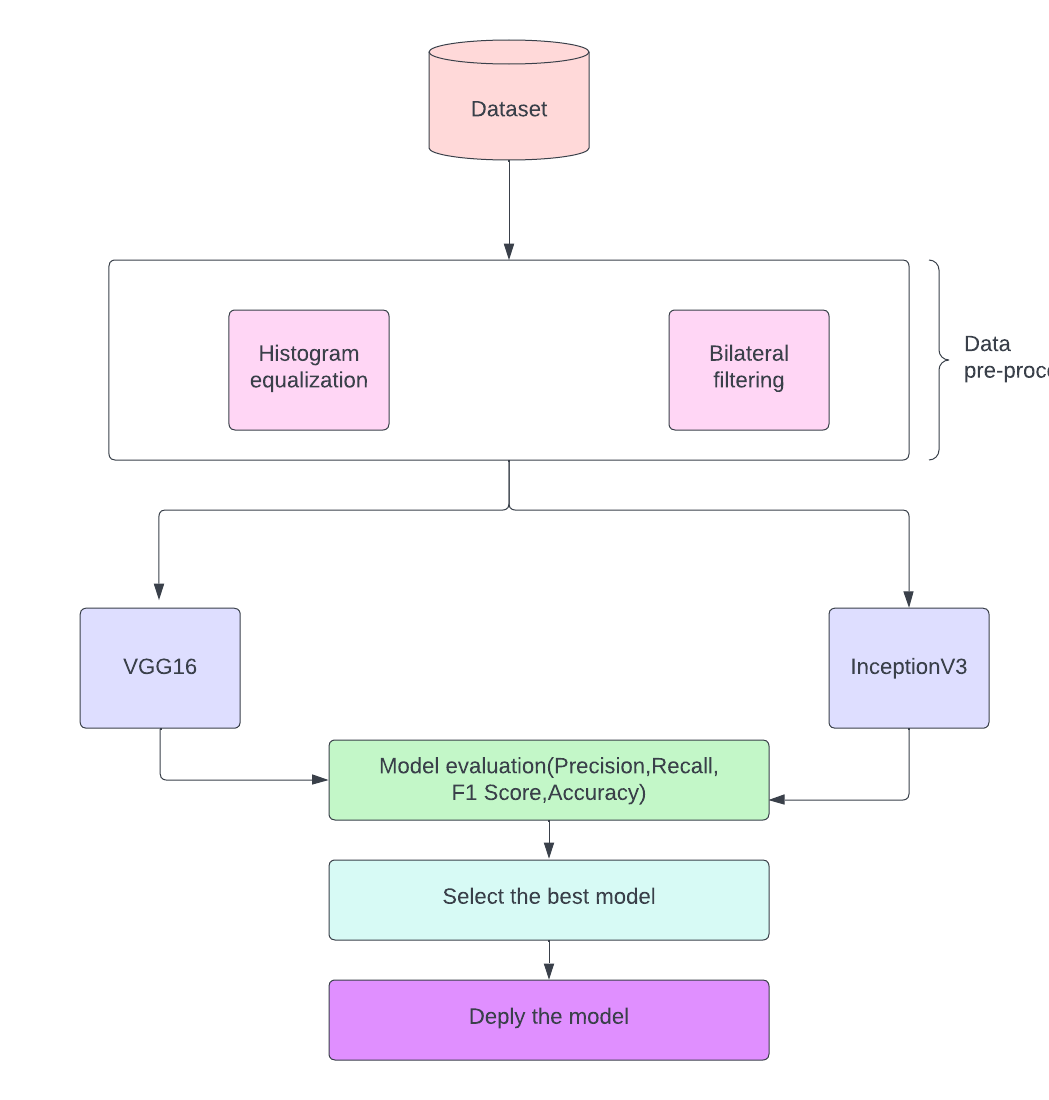 Dataset
Histogram
equalization
Bilateral
filtering
Data
pre-proc
VGG16
InceptionV3
Model evaluation(Precision,Recall,
F1 Score,Accuracy)
Select the best model
Deply the model